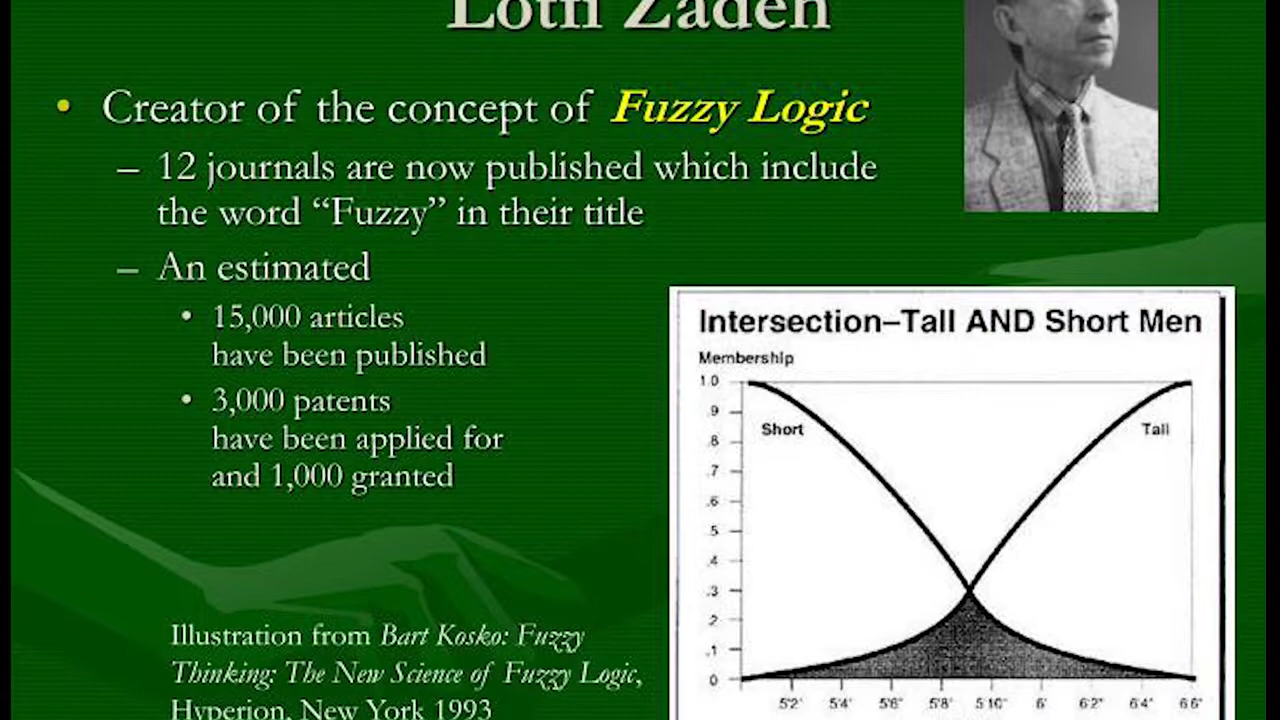 Lotfi Zadeh
• Creator of the concept of Fuzzy Logic
– 12 journals are now published which include
the word “Fuzzy” in their title
– An estimated
• 15,000 articles
have been published
• 3,000 patents
have been applied for
and 1,000 granted
Illustration from Bart Kosko: Fuzzy
Thinking: The New Science of Fuzzy Logic,
Hyperion, New York 1993
Intersection–Tall AND Short Men
Membership
1.0
.9
.8
.7
.6
.5
.4
.3
.2
.1
0
Short
Tall
5'2" 5'4" 5'6" 5'8" 5'10" 6' 6'2" 6'4" 6'6"